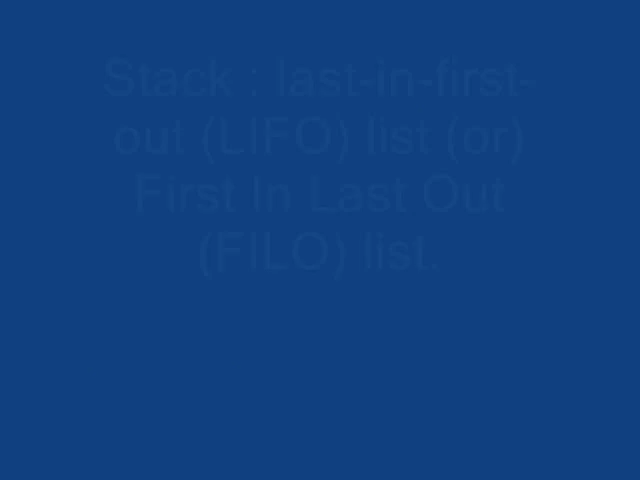 Stack : last-in-first-
out (LIFO) list (or)
First In Last Out
(FILO) list.